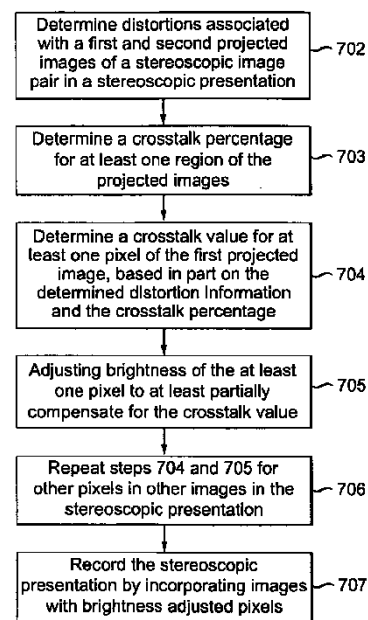 Determine distortions associated
with a first and second projected
images of a stereoscopic image
pair in a stereoscopic presentation
702
Determine a crosstalk percentage
for at least one region of the
projected images
703
Determine a crosstalk value for at
least one pixel of the first projected
image, based in part on the
determined distortion Information
and the crosstalk percentage
704
Adjusting brightness of the at least
one pixel to at least partially
compensate for the crosstalk value
705
Repeat steps 704 and 705 for
other pixels in other images in the
stereoscopic presentation
706
Record the stereoscopic
presentation by incorporating images
with brightness adjusted pixels
707